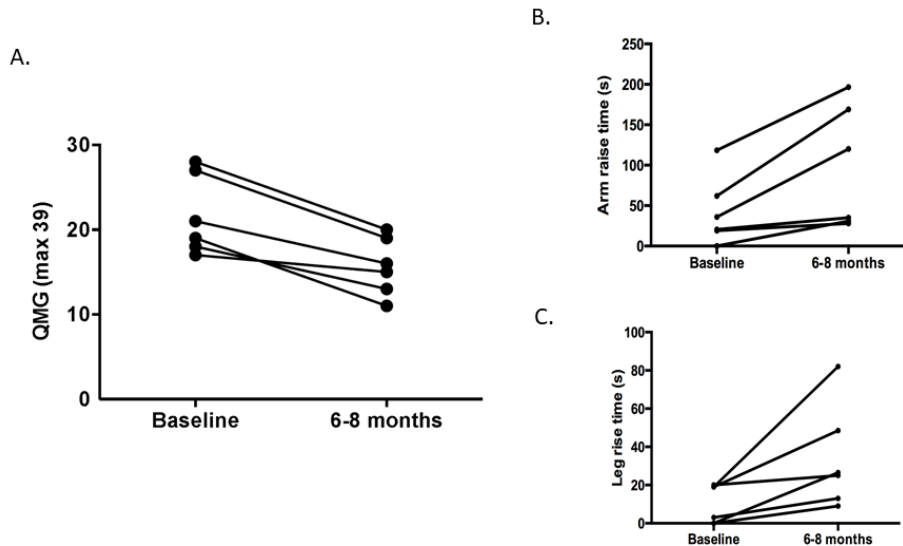 A.
QMG (max 39)
30
20
10
0
Baseline 6-8 months
B.
Arm raise time (s)
250
200
150
100
50
0
Baseline 6-8 months
C.
Leg rise time (s)
100
80
60
40
20
0
Baseline 6-8 months